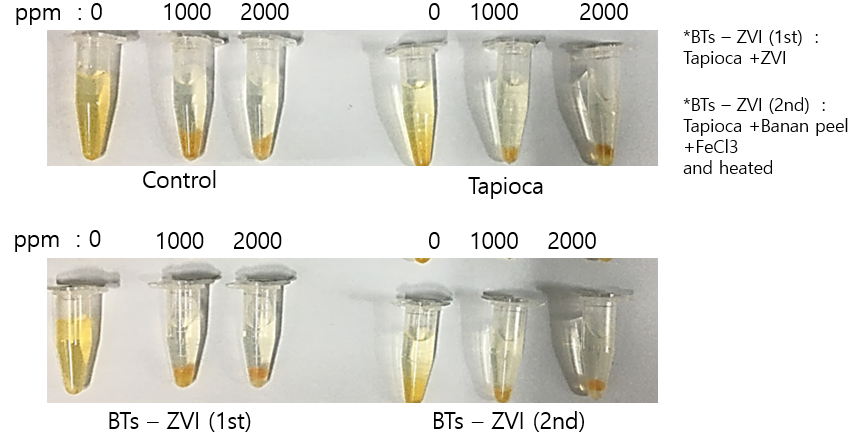 ppm : 0 1000 2000 0 1000 2000
Control Tapioca
*BTs – ZVI (1st) :
Tapioca +ZVI
*BTs – ZVI (2nd) :
Tapioca +Banan peel
+FeCl3
and heated
ppm : 0 1000 2000 0 1000 2000
BTs – ZVI (1st) BTs – ZVI (2nd)